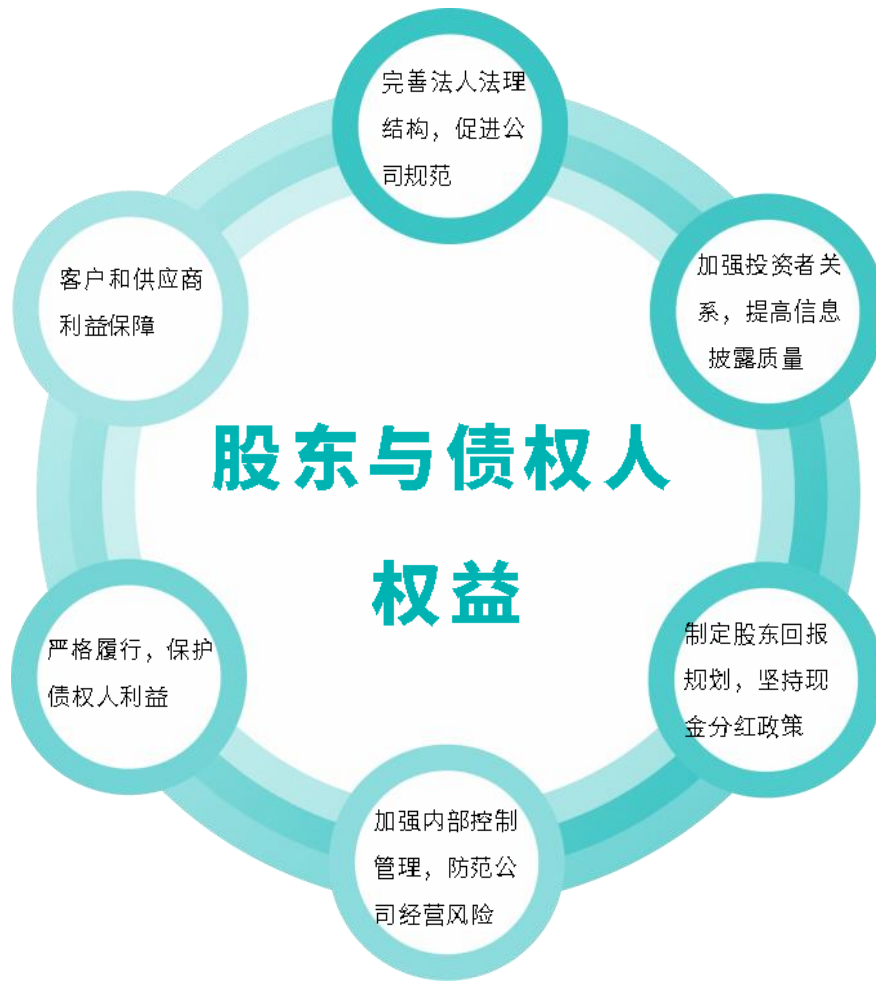 完善法人法理
结构，促进公
司规范
客户和供应商
利益保障
加强投资者关
系，提高信息
披露质量
股东与债权人
权益
严格履行，保护
债权人利益
制定股东回报
规划，坚持现
金分红政策
加强内部控制
管理，防范公
司经营风险